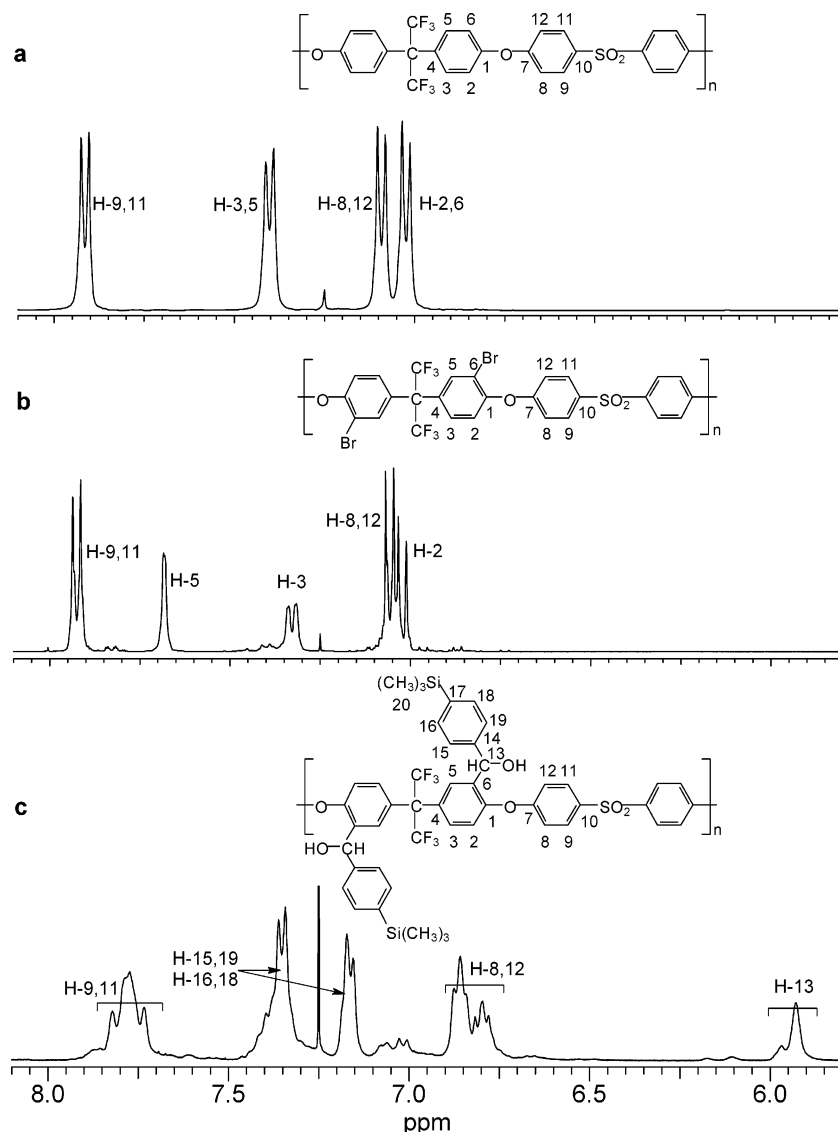 a
CF₃
5 6 12 11
O
O
SO₂
4 1 7 10
CF₃ 3 2 8 9
n
H-9,11
H-3,5
H-8,12
H-2,6
b
Br
CF₃ 5 6 12 11
O
C
O
SO₂
4 1 7 10
Br
CF₃ 3 2 8 9
n
H-9,11
H-5
H-3
H-8,12
H-2
c
(CH₃)₃Si
20 17 18
16 19
14
15 13
CH OH
CF₃ 5 6 12 11
O
C
O
SO₂
4 1 7 10
CF₃ 3 2 8 9
n
HO CH
Si(CH₃)₃
H-9,11
H-15,19
H-16,18
H-8,12
H-13
8.0 7.5 7.0 6.5 6.0
ppm